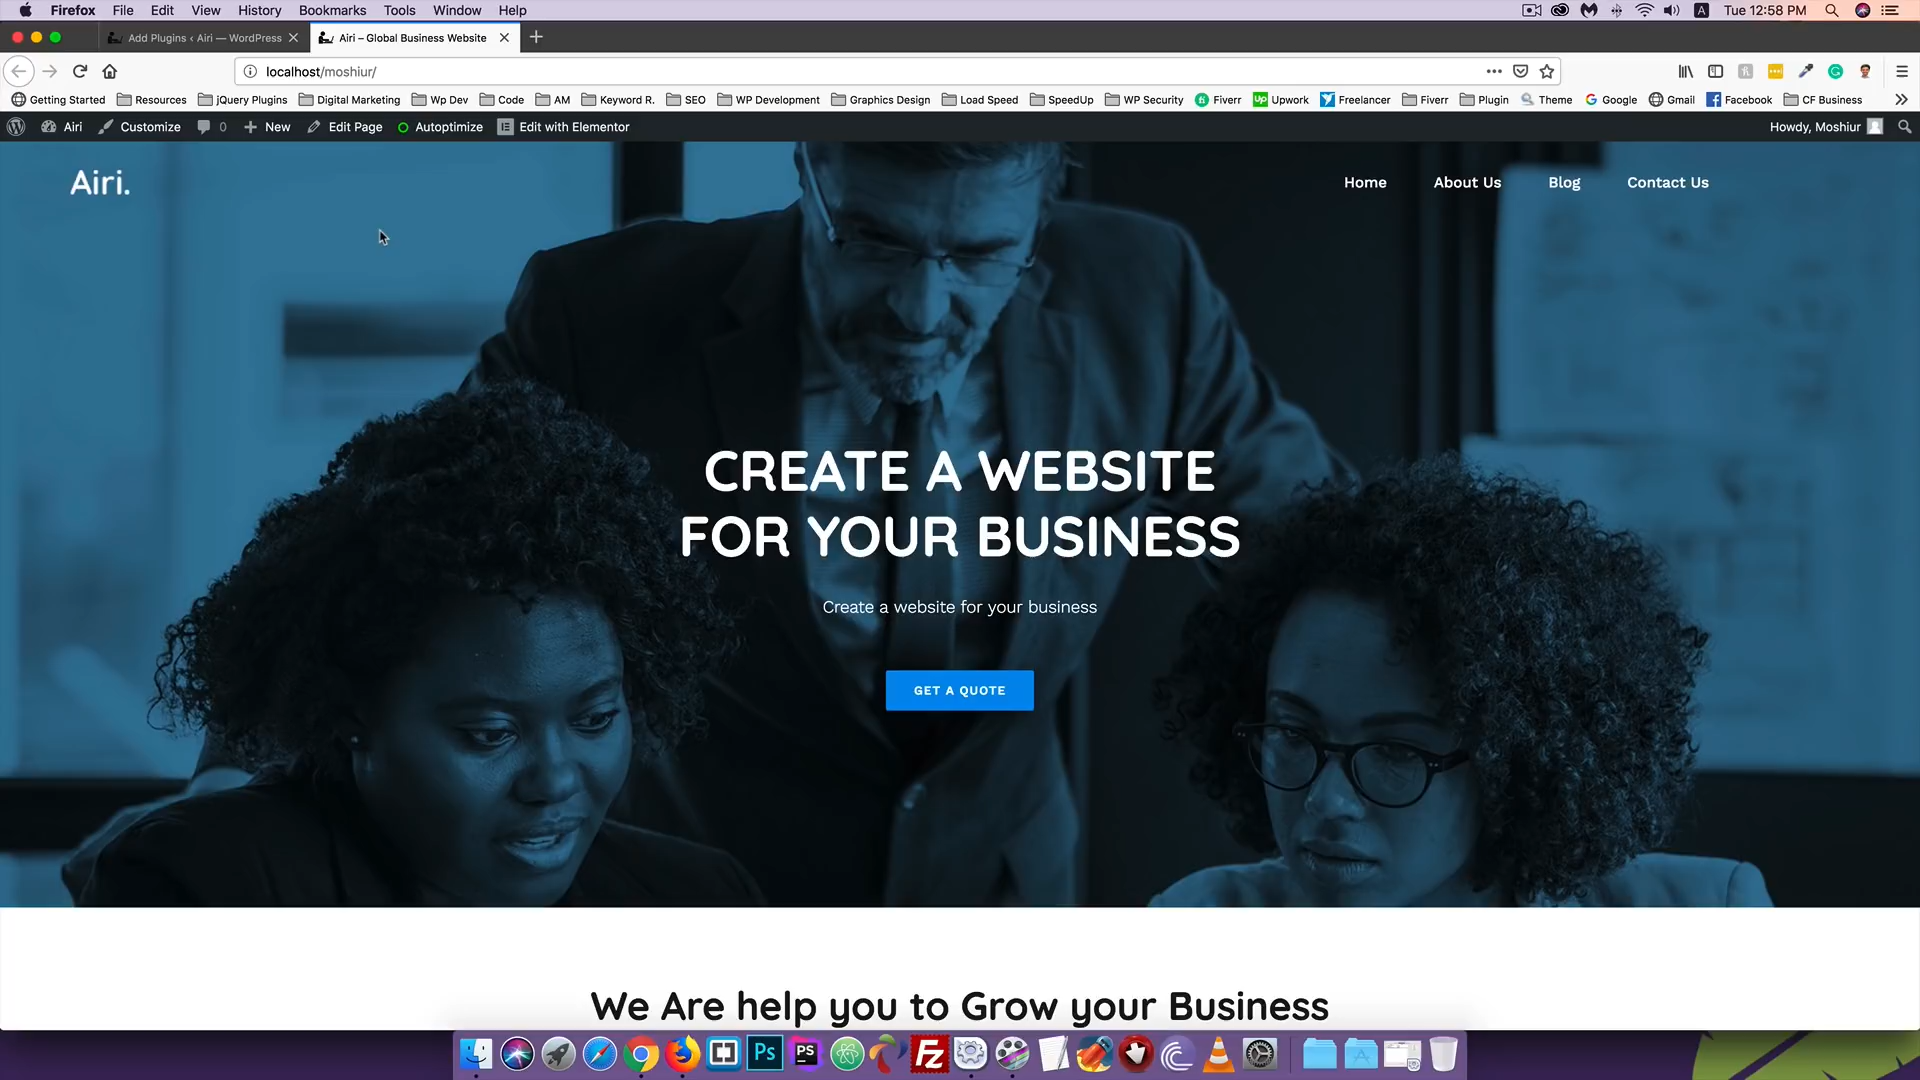 Firefox File Edit View History Bookmarks Tools Window Help
A Tue 12:58 PM
Add Plugins ‹ Airi — WordPress
Airi – Global Business Website
localhost/moshiur/
Getting Started Resources jQuery Plugins Digital Marketing Wp Dev Code AM Keyword R. SEO WP Development Graphics Design Load Speed SpeedUp WP Security Fiverr Upwork Freelancer Fiverr Plugin Theme Google Gmail Facebook CF Business
Airi Customize 0 New Edit Page Autoptimize Edit with Elementor Howdy, Moshiur
Airi.
Home About Us Blog Contact Us
CREATE A WEBSITE
FOR YOUR BUSINESS
Create a website for your business
GET A QUOTE
We Are help you to Grow your Business
Ps PS FZ